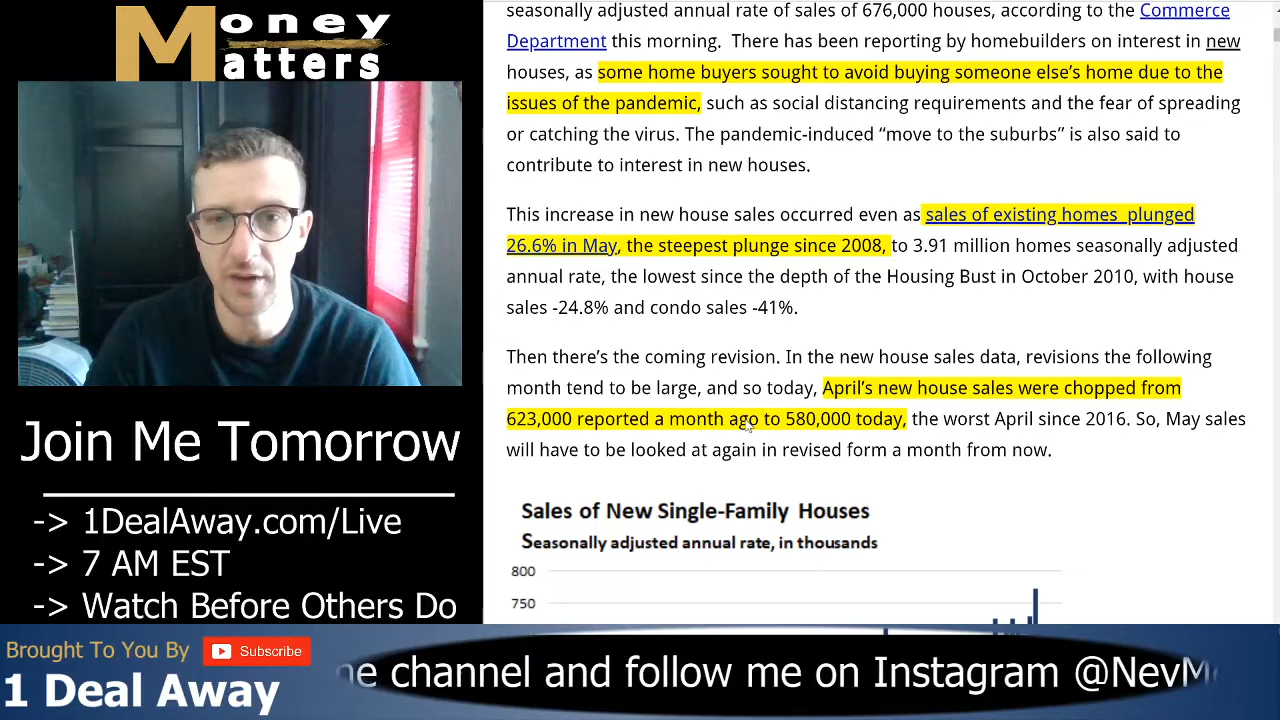 Money
Matters
Join Me Tomorrow
-> 1DealAway.com/Live
-> 7 AM EST
-> Watch Before Others Do
seasonally adjusted annual rate of sales of 676,000 houses, according to the Commerce
Department this morning.  There has been reporting by homebuilders on interest in new
houses, as some home buyers sought to avoid buying someone else’s home due to the
issues of the pandemic, such as social distancing requirements and the fear of spreading
or catching the virus. The pandemic-induced “move to the suburbs” is also said to
contribute to interest in new houses.
This increase in new house sales occurred even as sales of existing homes  plunged
26.6% in May, the steepest plunge since 2008, to 3.91 million homes seasonally adjusted
annual rate, the lowest since the depth of the Housing Bust in October 2010, with house
sales -24.8% and condo sales -41%.
Then there’s the coming revision. In the new house sales data, revisions the following
month tend to be large, and so today, April’s new house sales were chopped from
623,000 reported a month ago to 580,000 today, the worst April since 2016. So, May sales
will have to be looked at again in revised form a month from now.
Sales of New Single-Family Houses
Seasonally adjusted annual rate, in thousands
800
750
Brought To You By
Subscribe
1 Deal Away
channel and follow me on Instagram